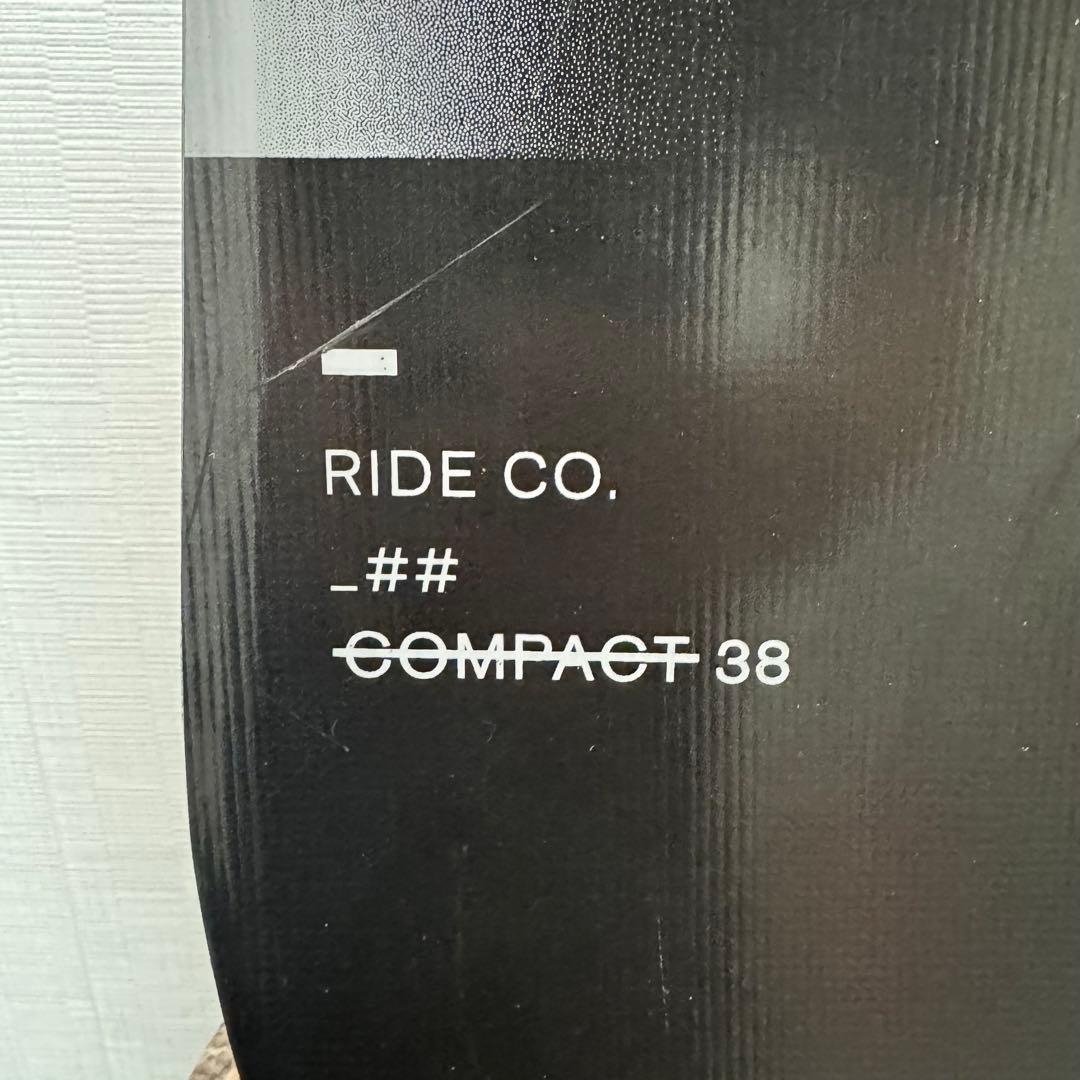 RIDE CO.
_##
COMPACT 38